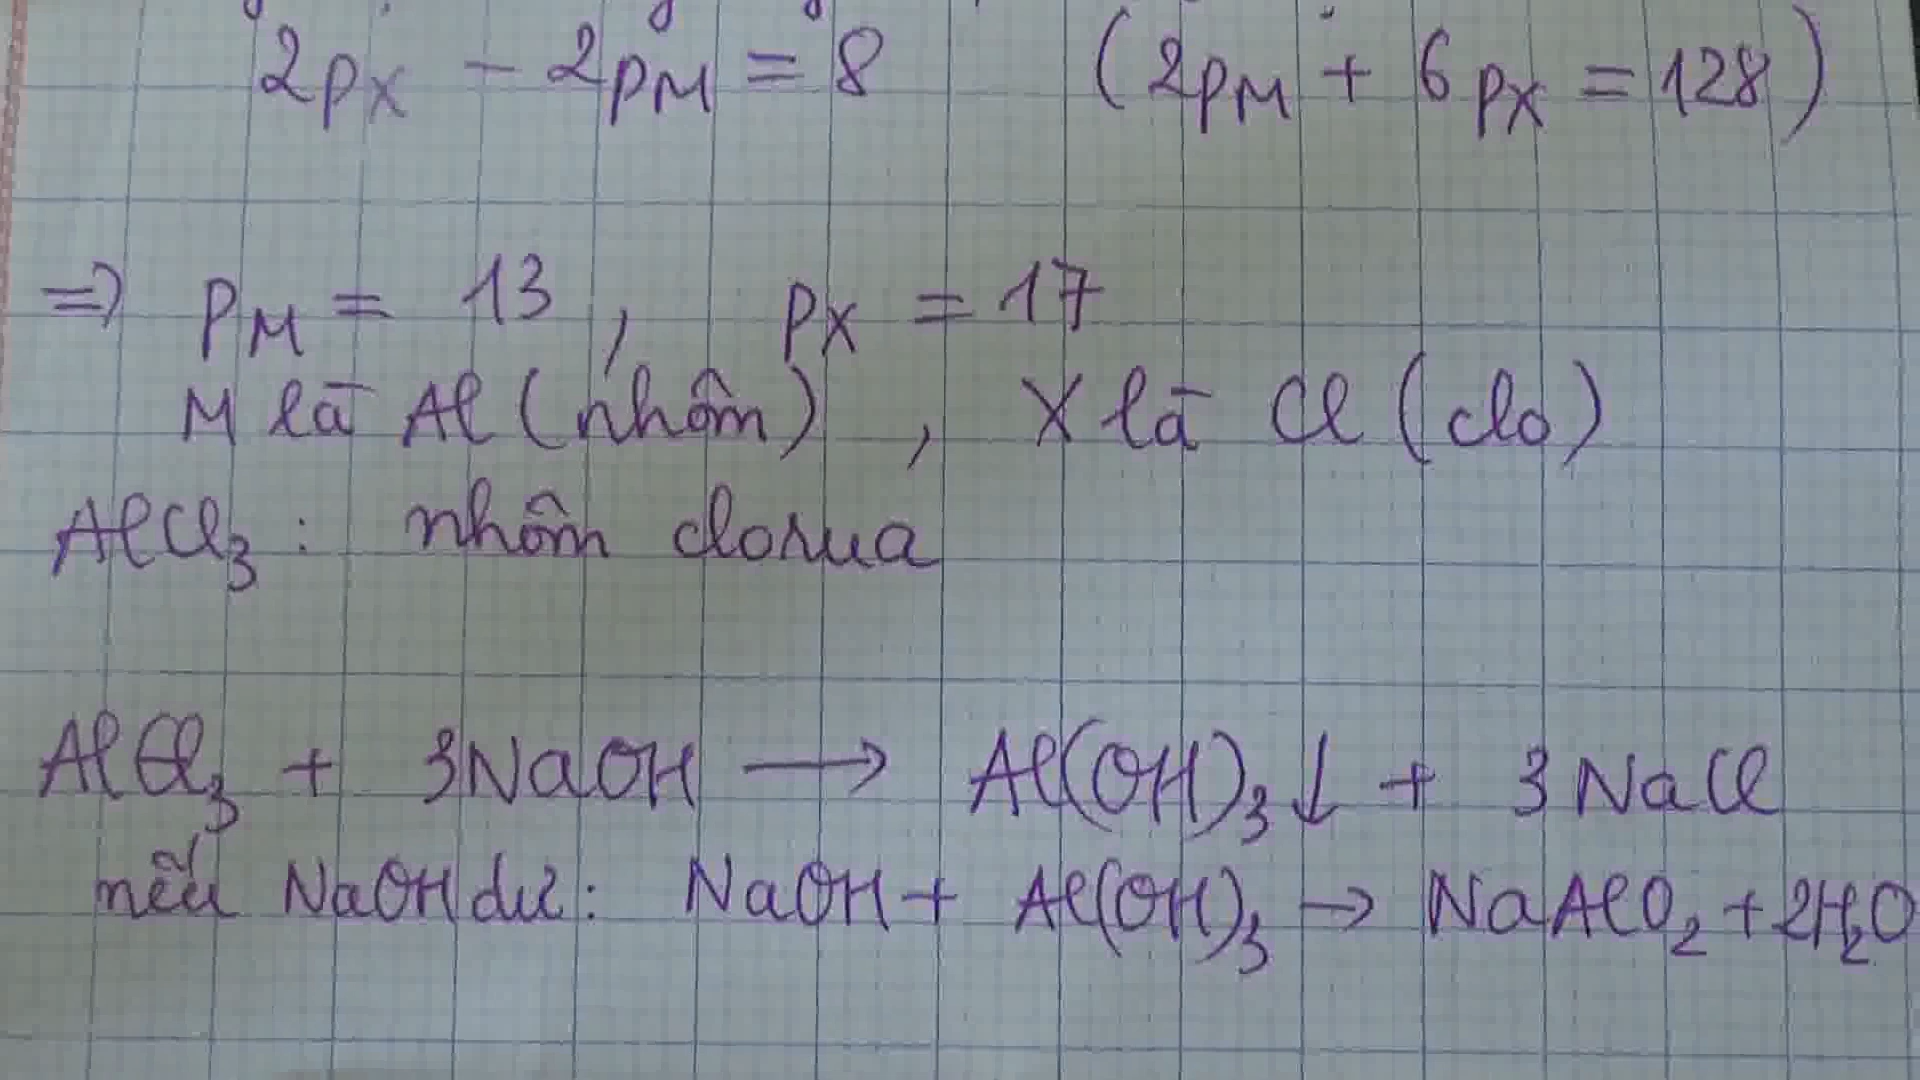 2pX - 2pM = 8 (2pM + 6pX = 128)
=> pM = 13, pX = 17
M là Al (nhôm), X là Cl (clo)
AlCl₃: nhôm clorua
AlCl₃ + 3NaOH → Al(OH)₃↓ + 3NaCl
nếu NaOH dư: NaOH + Al(OH)₃ → NaAlO₂ + 2H₂O